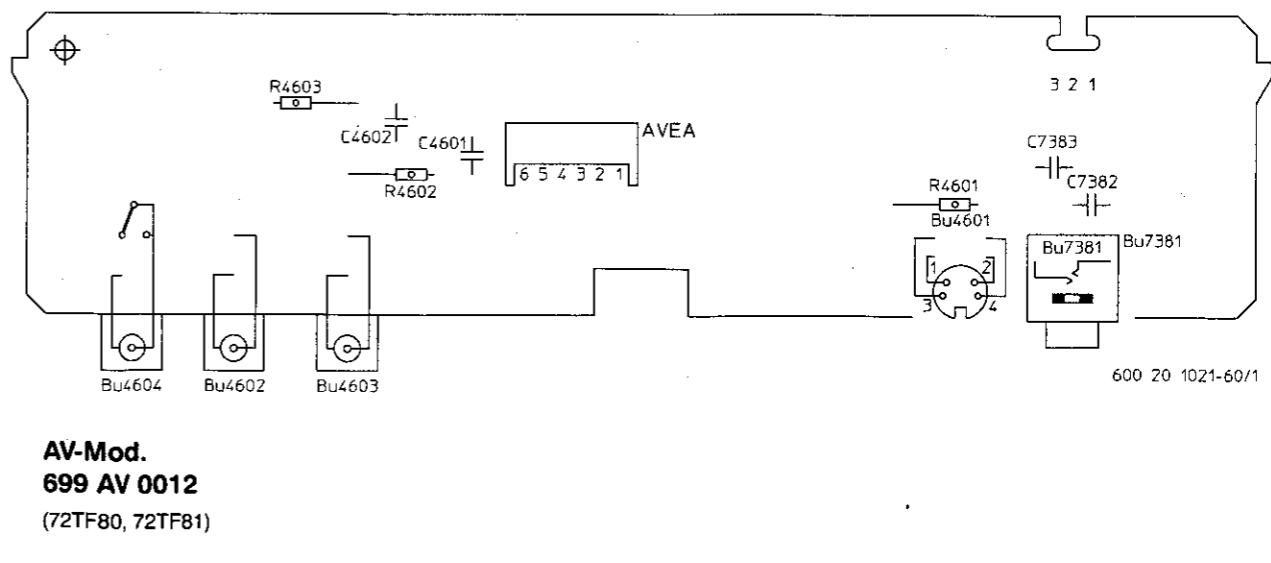 R4603
3 2 1
C4602
C4601
AVEA
C7383
6 5 4 3 2 1
R4602
R4601
C7382
Bu4601
Bu7381
Bu7381
1 2
3 4
Bu4604
Bu4602
Bu4603
600 20 1021-60/1
AV-Mod.
699 AV 0012
(72TF80, 72TF81)